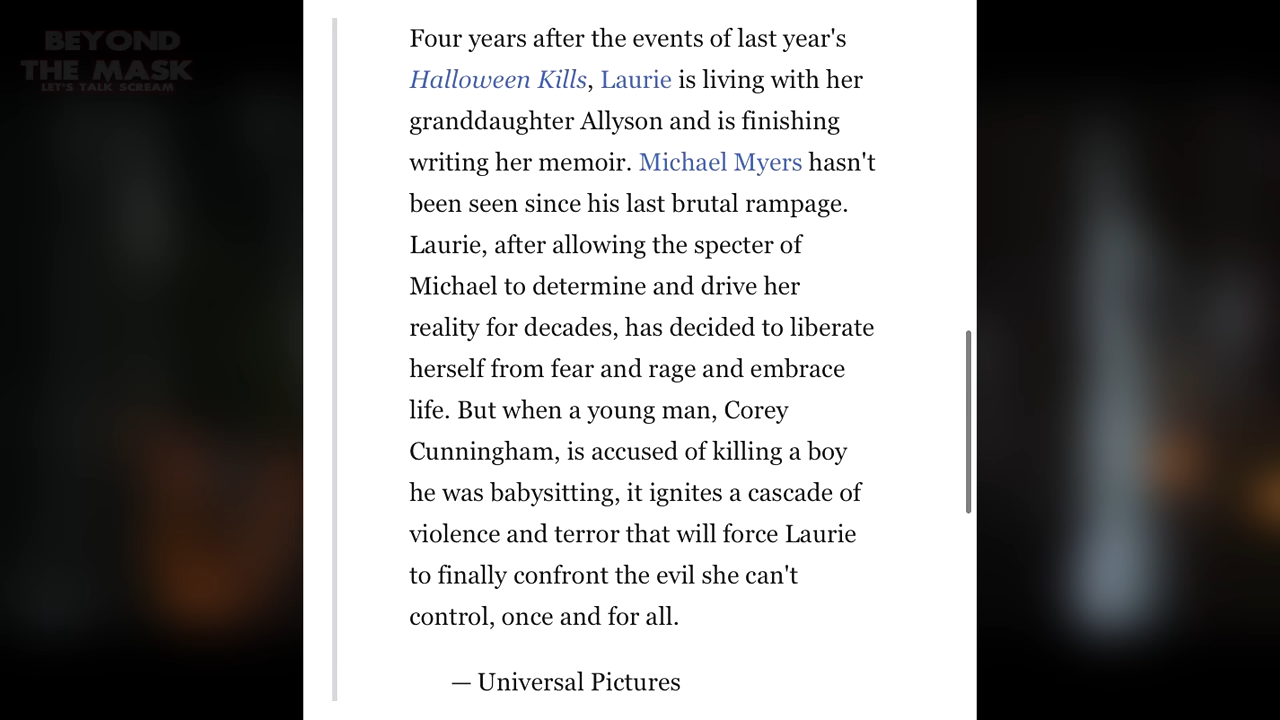 BEYOND
THE MASK
LET'S TALK SCREAM
Four years after the events of last year's
Halloween Kills, Laurie is living with her
granddaughter Allyson and is finishing
writing her memoir. Michael Myers hasn't
been seen since his last brutal rampage.
Laurie, after allowing the specter of
Michael to determine and drive her
reality for decades, has decided to liberate
herself from fear and rage and embrace
life. But when a young man, Corey
Cunningham, is accused of killing a boy
he was babysitting, it ignites a cascade of
violence and terror that will force Laurie
to finally confront the evil she can't
control, once and for all.
— Universal Pictures